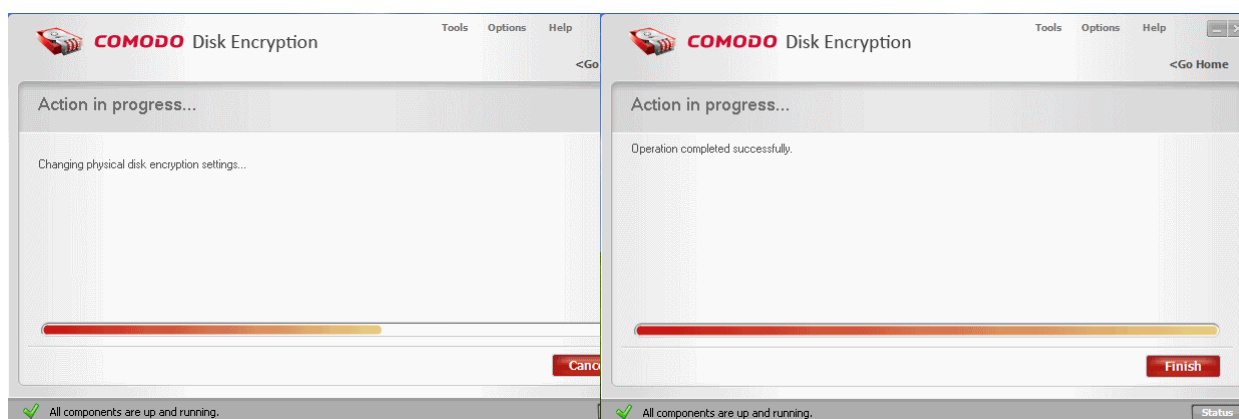 COMODO Disk Encryption
Tools Options Help
<Go
Action in progress...
Changing physical disk encryption settings...
Canc
All components are up and running.
COMODO Disk Encryption
Tools Options Help
<Go Home
Action in progress...
Operation completed successfully.
Finish
All components are up and running.
Status